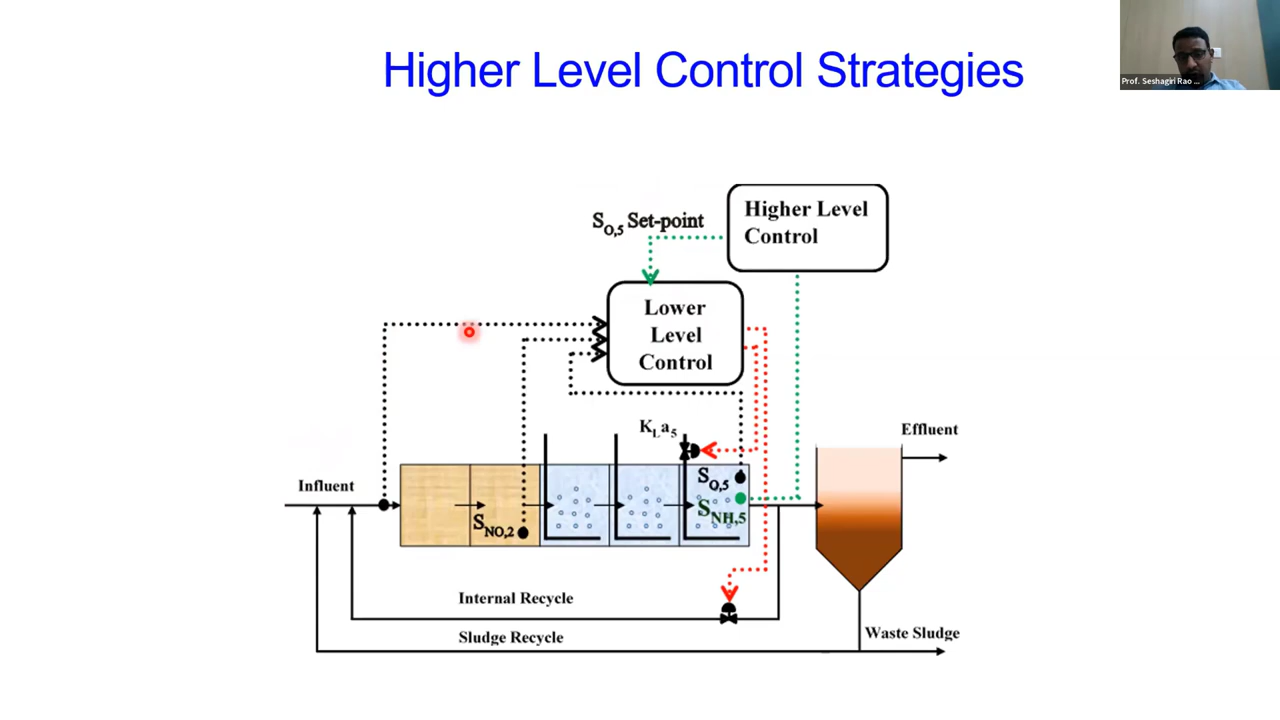 Higher Level Control Strategies
Prof. Seshagiri Rao ...
Higher Level
Control
S_O,5 Set-point
Lower
Level
Control
K_La_5
Effluent
Influent
S_O,5
S_NH,5
S_NO,2
Internal Recycle
Sludge Recycle
Waste Sludge